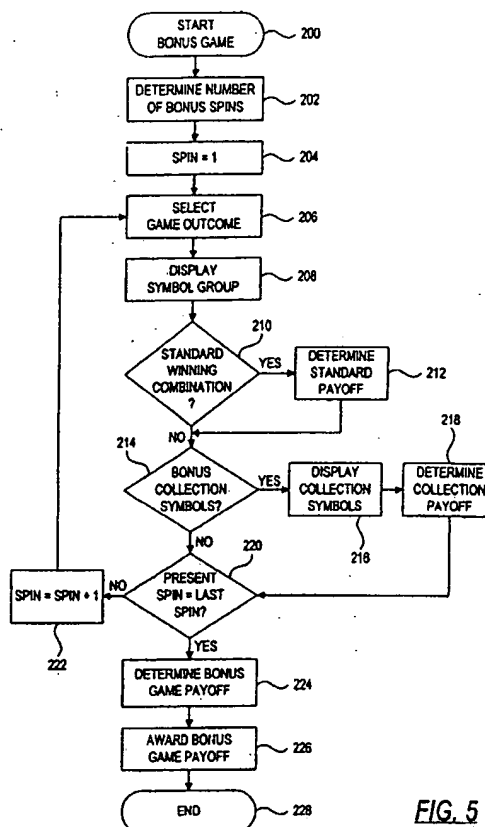 START
BONUS GAME
200
DETERMINE NUMBER
OF BONUS SPINS
202
SPIN = 1
204
SELECT
GAME OUTCOME
206
DISPLAY
SYMBOL GROUP
208
210
STANDARD
WINNING
COMBINATION
?
YES
DETERMINE
STANDARD
PAYOFF
212
NO
214
BONUS
COLLECTION
SYMBOLS?
YES
DISPLAY
COLLECTION
SYMBOLS
216
218
DETERMINE
COLLECTION
PAYOFF
NO
220
PRESENT
SPIN = LAST
SPIN?
NO
SPIN = SPIN + 1
222
YES
DETERMINE BONUS
GAME PAYOFF
224
AWARD BONUS
GAME PAYOFF
226
END
228
FIG. 5